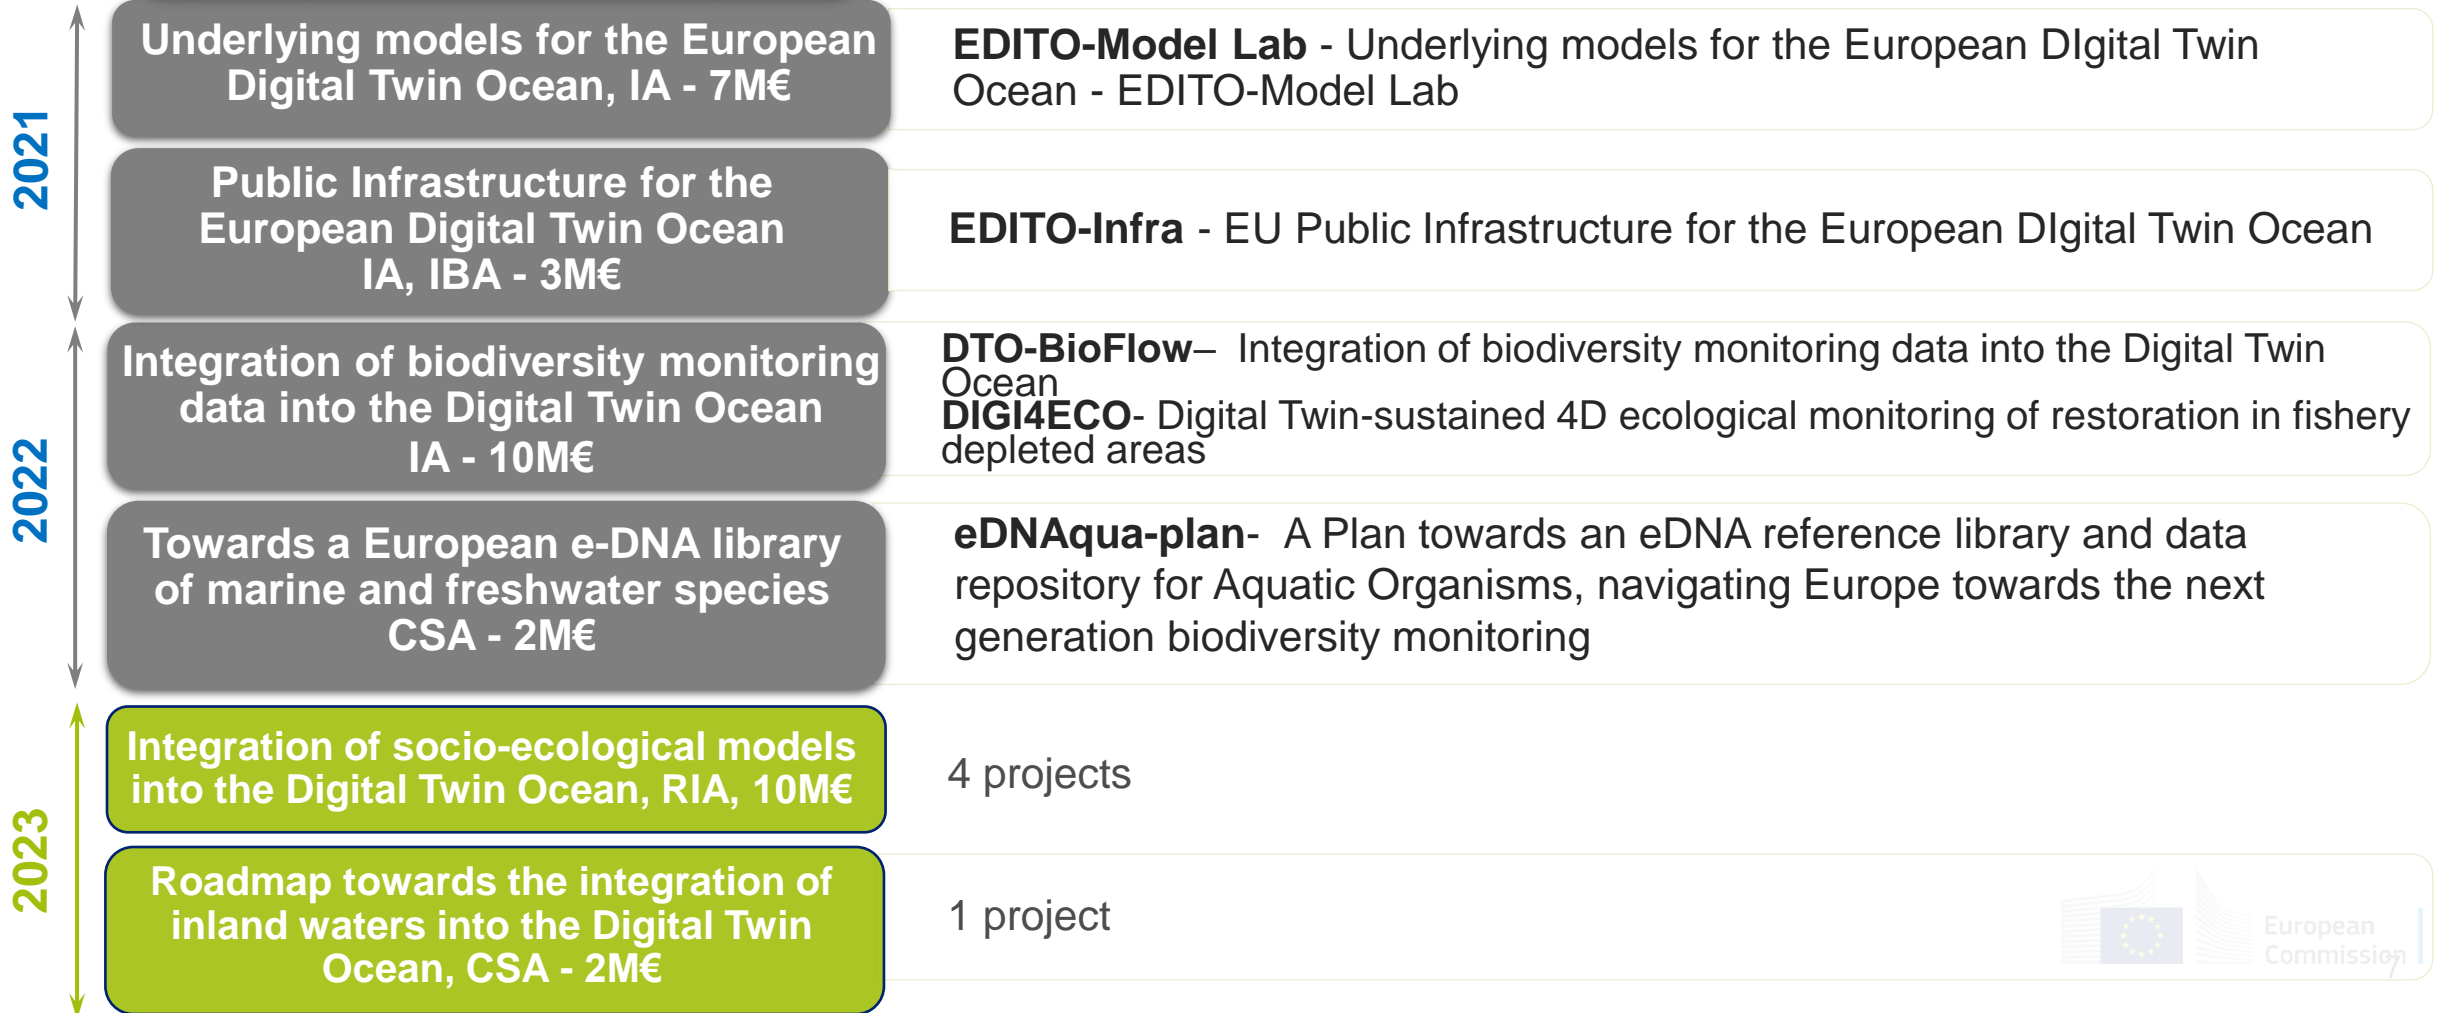 2021
Underlying models for the European
Digital Twin Ocean, IA - 7M€
EDITO-Model Lab - Underlying models for the European DIgital Twin
Ocean - EDITO-Model Lab
Public Infrastructure for the
European Digital Twin Ocean
IA, IBA - 3M€
EDITO-Infra - EU Public Infrastructure for the European DIgital Twin Ocean
2022
Integration of biodiversity monitoring
data into the Digital Twin Ocean
IA - 10M€
DTO-BioFlow– Integration of biodiversity monitoring data into the Digital Twin
Ocean
DIGI4ECO- Digital Twin-sustained 4D ecological monitoring of restoration in fishery
depleted areas
Towards a European e-DNA library
of marine and freshwater species
CSA - 2M€
eDNAqua-plan- A Plan towards an eDNA reference library and data
repository for Aquatic Organisms, navigating Europe towards the next
generation biodiversity monitoring
2023
Integration of socio-ecological models
into the Digital Twin Ocean, RIA, 10M€
4 projects
Roadmap towards the integration of
inland waters into the Digital Twin
Ocean, CSA - 2M€
1 project
European
Commission
7